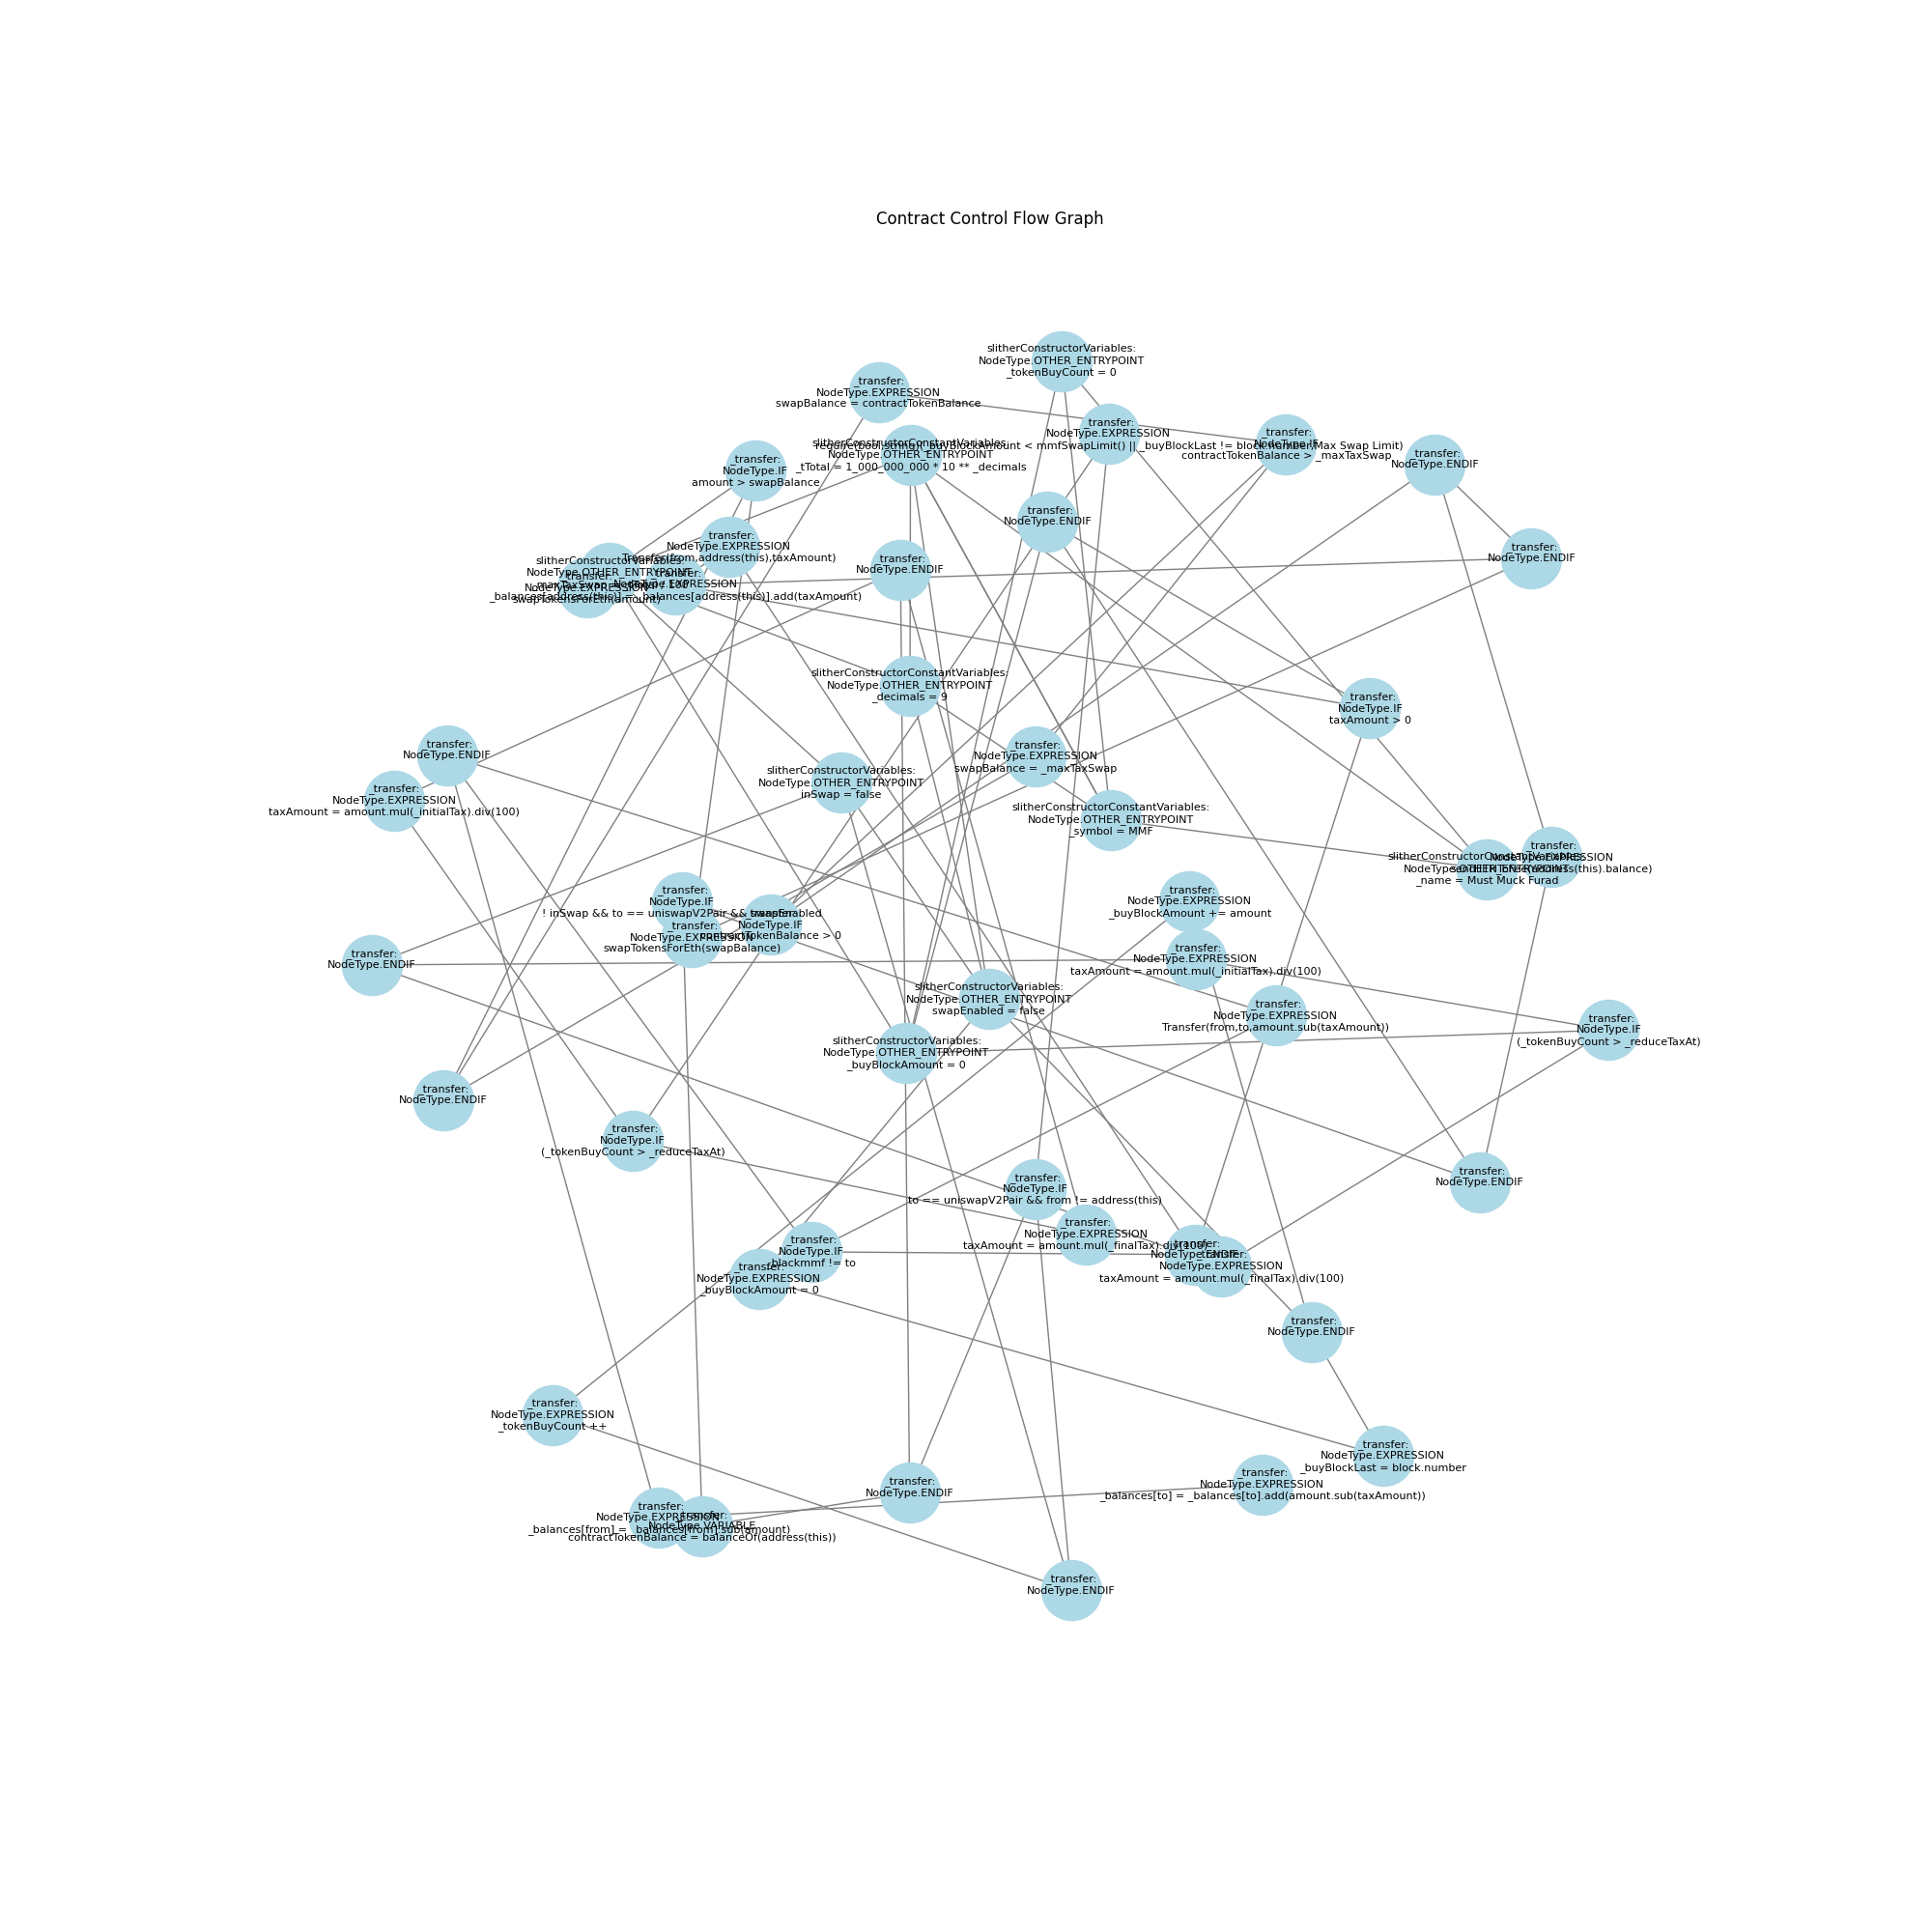 Contract Control Flow Graph
slitherConstructorVariables:
NodeType.OTHER_ENTRYPOINT
_tokenBuyCount = 0
_transfer:
NodeType.EXPRESSION
swapBalance = contractTokenBalance
_transfer:
NodeType.EXPRESSION
require(bool,string)(_buyBlockAmount < mmfSwapLimit() || _buyBlockLast != block.number,Max Swap Limit)
slitherConstructorConstantVariables:
NodeType.OTHER_ENTRYPOINT
_tTotal = 1_000_000_000 * 10 ** _decimals
_transfer:
NodeType.IF
contractTokenBalance > _maxTaxSwap
_transfer:
NodeType.ENDIF
_transfer:
NodeType.IF
amount > swapBalance
_transfer:
NodeType.ENDIF
_transfer:
NodeType.EXPRESSION
Transfer(from,address(this),taxAmount)
_transfer:
NodeType.ENDIF
_transfer:
NodeType.ENDIF
slitherConstructorVariables:
NodeType.OTHER_ENTRYPOINT
_transfer:
NodeType.EXPRESSION
_balances[address(this)] = _balances[address(this)].add(taxAmount)
_transfer:
NodeType.EXPRESSION
swapTokensForEth(amount)
slitherConstructorConstantVariables:
NodeType.OTHER_ENTRYPOINT
_decimals = 9
_transfer:
NodeType.IF
taxAmount > 0
_transfer:
NodeType.ENDIF
_transfer:
NodeType.EXPRESSION
swapBalance = _maxTaxSwap
slitherConstructorVariables:
NodeType.OTHER_ENTRYPOINT
inSwap = false
_transfer:
NodeType.EXPRESSION
taxAmount = amount.mul(_initialTax).div(100)
slitherConstructorConstantVariables:
NodeType.OTHER_ENTRYPOINT
_symbol = MMF
_transfer:
NodeType.EXPRESSION
slitherConstructorConstantVariables:
NodeType.OTHER_ENTRYPOINT
_name = Must Muck Furad
_transfer:
NodeType.IF
! inSwap && to == uniswapV2Pair && swapEnabled
_transfer:
NodeType.EXPRESSION
_buyBlockAmount += amount
_transfer:
NodeType.IF
contractTokenBalance > 0
_transfer:
NodeType.EXPRESSION
swapTokensForEth(swapBalance)
_transfer:
NodeType.ENDIF
_transfer:
NodeType.EXPRESSION
taxAmount = amount.mul(_initialTax).div(100)
slitherConstructorVariables:
NodeType.OTHER_ENTRYPOINT
swapEnabled = false
_transfer:
NodeType.EXPRESSION
Transfer(from,to,amount.sub(taxAmount))
_transfer:
NodeType.IF
(_tokenBuyCount > _reduceTaxAt)
slitherConstructorVariables:
NodeType.OTHER_ENTRYPOINT
_buyBlockAmount = 0
_transfer:
NodeType.ENDIF
_transfer:
NodeType.IF
(_tokenBuyCount > _reduceTaxAt)
_transfer:
NodeType.ENDIF
_transfer:
NodeType.IF
to == uniswapV2Pair && from != address(this)
_transfer:
NodeType.EXPRESSION
taxAmount = amount.mul(_finalTax).div(100)
_transfer:
NodeType.IF
blackmmf != to
_transfer:
NodeType.ENDIF
_transfer:
NodeType.EXPRESSION
taxAmount = amount.mul(_finalTax).div(100)
_transfer:
NodeType.EXPRESSION
_buyBlockAmount = 0
_transfer:
NodeType.ENDIF
_transfer:
NodeType.EXPRESSION
_tokenBuyCount ++
_transfer:
NodeType.EXPRESSION
_buyBlockLast = block.number
_transfer:
NodeType.EXPRESSION
_balances[to] = _balances[to].add(amount.sub(taxAmount))
_transfer:
NodeType.ENDIF
_transfer:
NodeType.EXPRESSION
_balances[from] = _balances[from].sub(amount)
_transfer:
NodeType.VARIABLE
contractTokenBalance = balanceOf(address(this))
_transfer:
NodeType.ENDIF